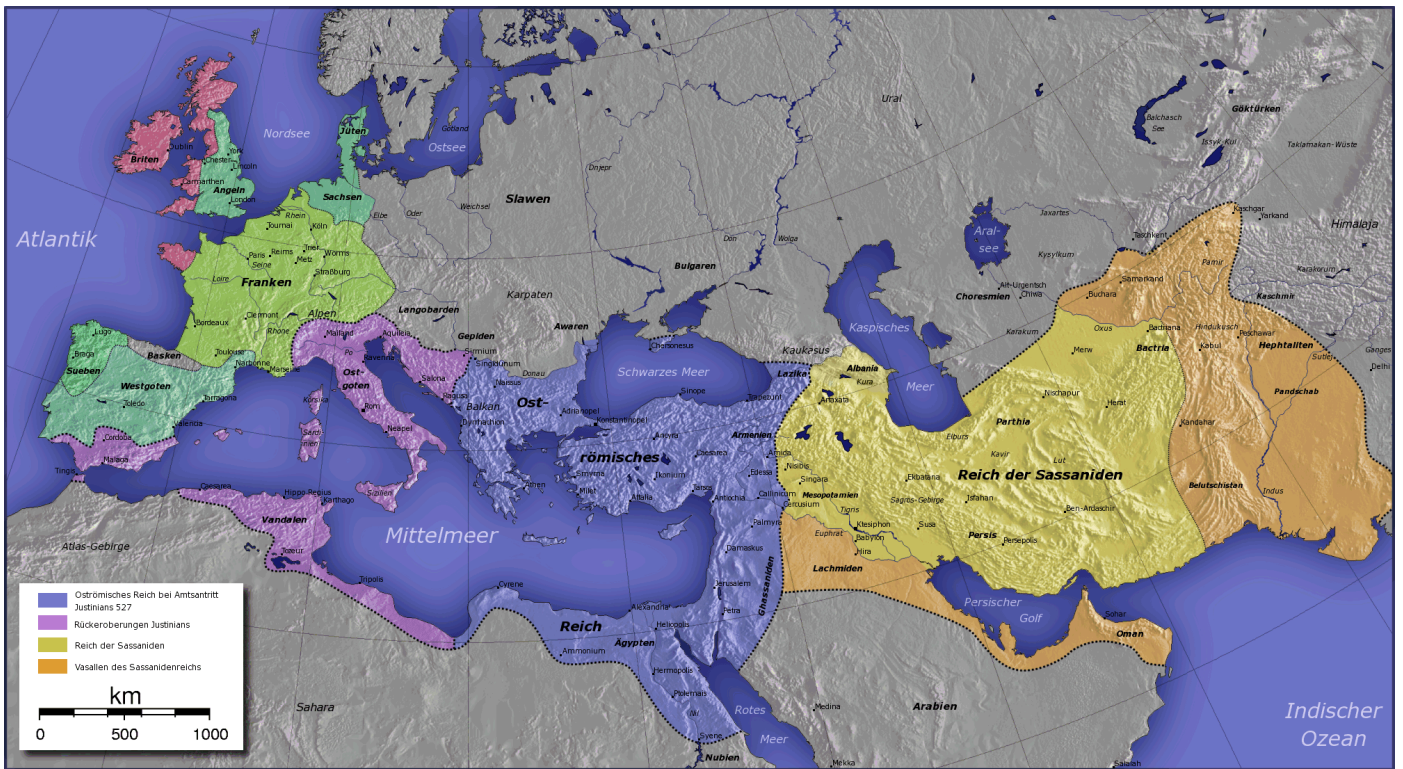 Nordsee
Gotland
Ostsee
Ural
Balchasch
See
Göktürken
Issyk-Kul
Taklamakan-Wüste
Jüten
Dublin
York
Briten
Chester
Lincoln
Carmarthen
Angeln
London
Sachsen
Dnjepr
Slawen
Elbe
Oder
Weichsel
Rhein
Tournai
Köln
Atlantik
Aral-
see
Jaxartes
Kaschgar
Yarkand
Himalaja
Taschkent
Don
Wolga
Paris
Seine
Reims
Trier
Metz
Worms
Straßburg
Loire
Franken
Bulgaren
Kysylkum
Pamir
Karakorum
Samarkand
Alt-Urgentsch
Chiwa
Choresmien
Buchara
Kaschmir
Karpaten
Langobarden
Alpen
Clermont
Bordeaux
Rhone
Gepiden
Awaren
Kaspisches
Meer
Kaukasus
Karakum
Oxus
Bactriana
Hindukusch
Peschawar
Hephtaliten
Kabul
Sutlej
Ganges
Delhi
Lugo
Braga
Sueben
Basken
Westgoten
Toledo
Tarragona
Valencia
Toulouse
Narbonne
Marseille
Mailand
Aquileia
Po
Ravenna
Ost-
goten
Rom
Neapel
Korsika
Sardi-
nien
Sizilien
Salona
Ragusa
Sirmium
Singidunum
Donau
Naissus
Balkan
Dyrrhachion
Chersonesus
Schwarzes Meer
Sinope
Trapezunt
Lazika
Albania
Kura
Artaxata
Merw
Bactria
Nischapur
Herat
Parthia
Pandschab
Kandahar
Cordoba
Malaga
Tingis
Ost-
Adrianopel
Konstantinopel
Ancyra
Armenien
Amida
römisches
Caesarea
Smyrna
Ikonium
Edessa
Nisibis
Singara
Milet
Attalia
Tarsos
Antiochia
Callinicum
Circusium
Athen
Elburs
Kavir
Lut
Ekbatana
Reich der Sassaniden
Mesopotamien
Tigris
Sagros-Gebirge
Isfahan
Ben-Ardaschir
Belutschistan
Indus
Caesarea
Hippo Regius
Karthago
Vandalen
Tozeur
Atlas-Gebirge
Mittelmeer
Palmyra
Damaskus
Euphrat
Ktesiphon
Babylon
Hira
Susa
Persis
Persepolis
Lachmiden
Ghassaniden
Tripolis
Cyrene
Alexandria
Jerusalem
Petra
Persischer
Golf
Sohar
Oman
Reich
Heliopolis
Ägypten
Ammonium
Hermopolis
Ptolemais
Nil
Syene
Nubien
Rotes
Meer
Medina
Mekka
Arabien
Salalah
Indischer
Ozean
Sahara
Oströmisches Reich bei Amtsantritt
Justinians 527
Rückeroberungen Justinians
Reich der Sassaniden
Vasallen des Sassanidenreichs
km
0 500 1000